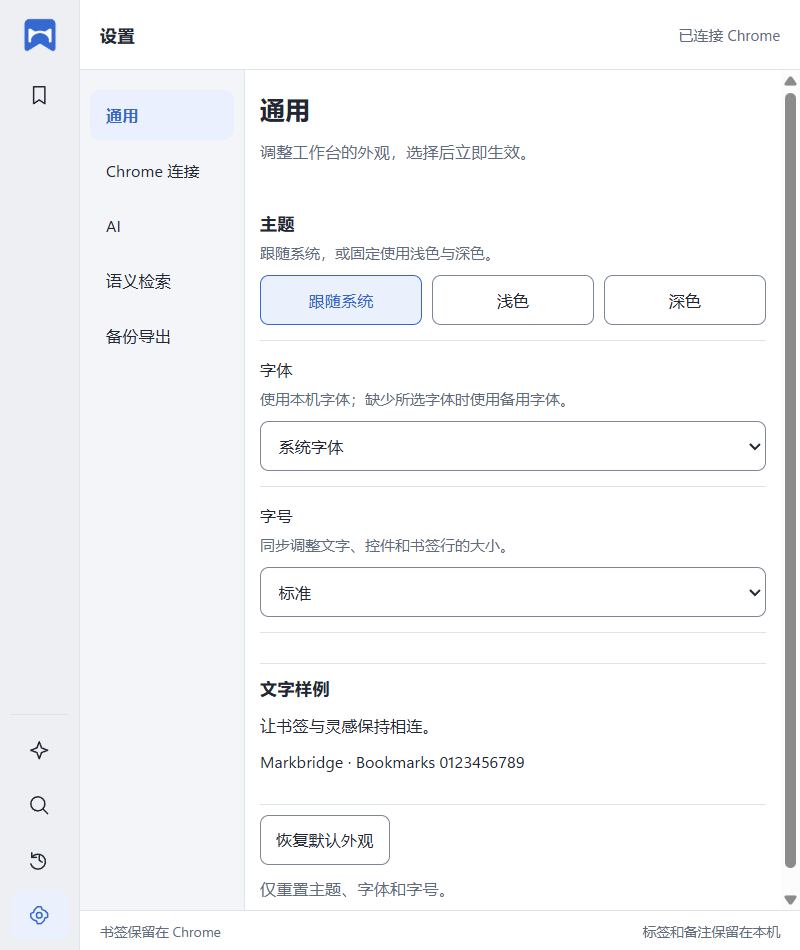 设置
已连接 Chrome
通用
Chrome 连接
AI
语义检索
备份导出
通用
调整工作台的外观，选择后立即生效。
主题
跟随系统，或固定使用浅色与深色。
跟随系统
浅色
深色
字体
使用本机字体；缺少所选字体时使用备用字体。
系统字体
字号
同步调整文字、控件和书签行的大小。
标准
文字样例
让书签与灵感保持相连。
Markbridge · Bookmarks 0123456789
恢复默认外观
仅重置主题、字体和字号。
书签保留在 Chrome
标签和备注保留在本机